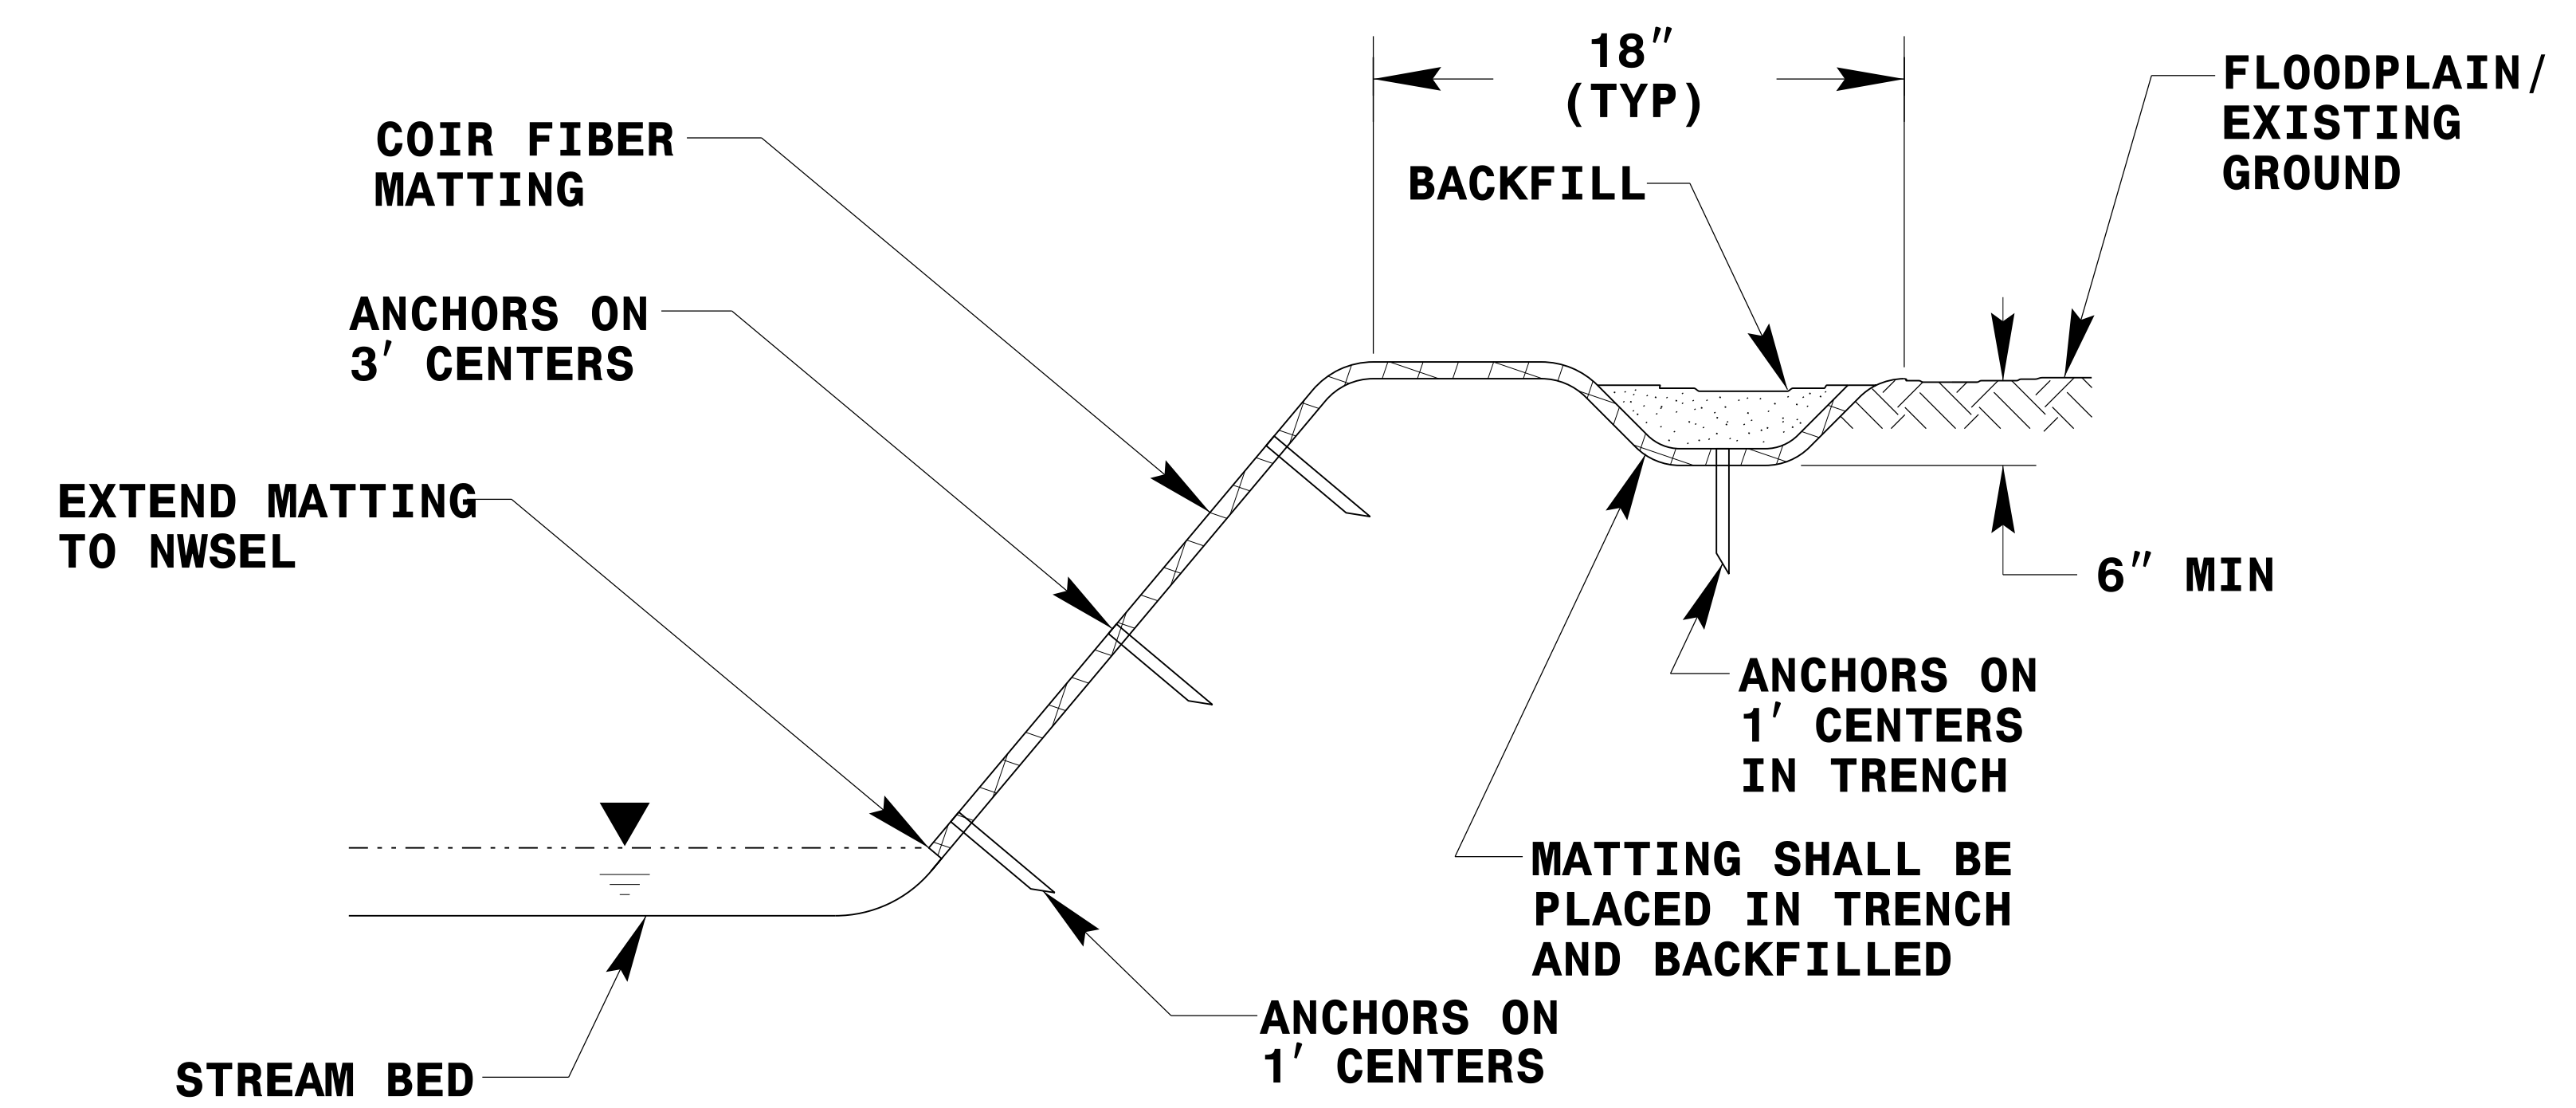 18" 
(TYP)
FLOODPLAIN/
EXISTING
GROUND
COIR FIBER
MATTING
BACKFILL
ANCHORS ON
3' CENTERS
EXTEND MATTING
TO NWSEL
6" MIN
ANCHORS ON
1' CENTERS
IN TRENCH
MATTING SHALL BE
PLACED IN TRENCH
AND BACKFILLED
ANCHORS ON
1' CENTERS
STREAM BED